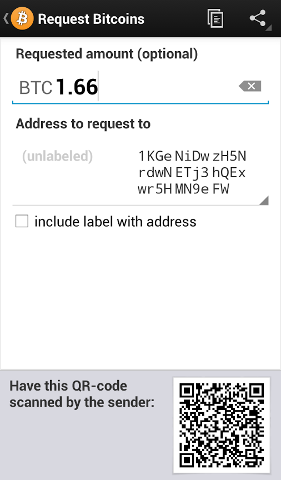 Request Bitcoins
Requested amount (optional)
BTC 1.66
Address to request to
(unlabeled)
1KGe NiDw zH5N
rdwN ETj3 hQEx
wr5H MN9e FW
include label with address
Have this QR-code
scanned by the sender: